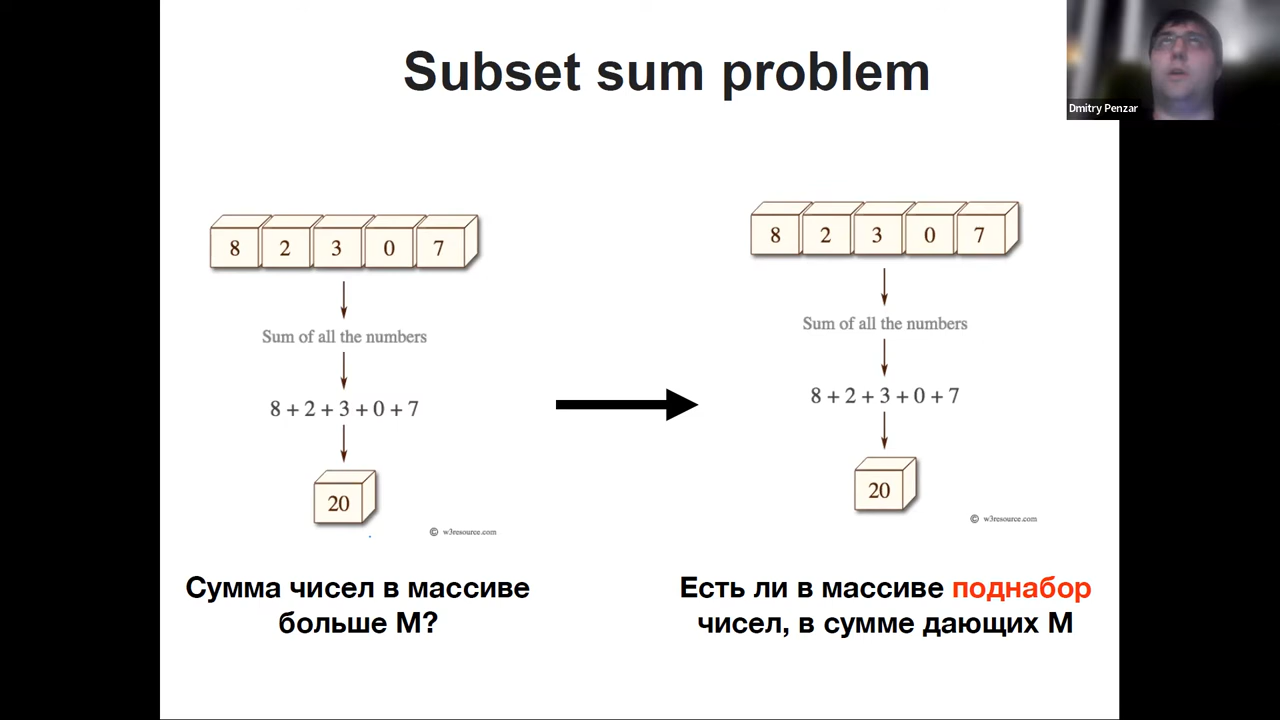 Subset sum problem
Dmitry Penzar
8 2 3 0 7
Sum of all the numbers
8 + 2 + 3 + 0 + 7
20
© w3resource.com
Сумма чисел в массиве
больше М?
8 2 3 0 7
Sum of all the numbers
8 + 2 + 3 + 0 + 7
20
© w3resource.com
Есть ли в массиве поднабор
чисел, в сумме дающих М